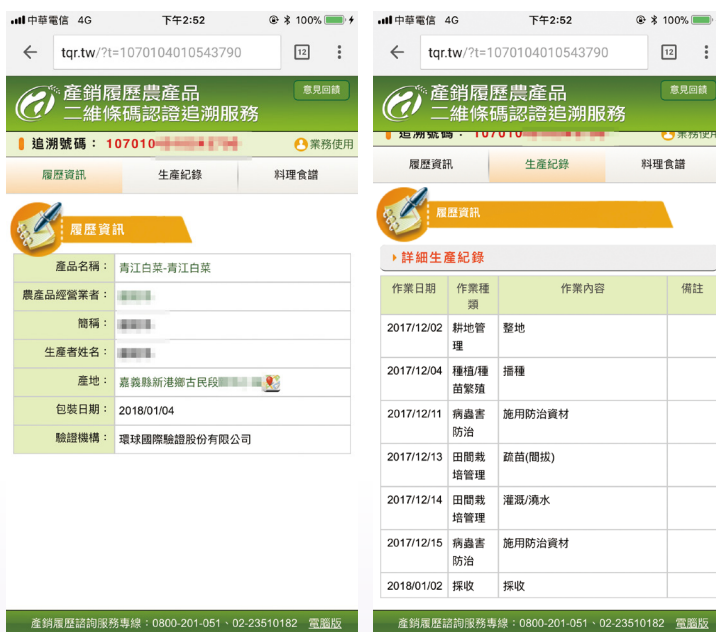 中華電信 4G 下午2:52 100%
tqr.tw/?t=1070104010543790 12
產銷履歷農產品
二維條碼認證追溯服務
意見回饋
追溯號碼： 107010
業務使用
履歷資訊 生產紀錄 料理食譜
履歷資訊
產品名稱： 青江白菜-青江白菜
農產品經營業者：
簡稱：
生產者姓名：
產地： 嘉義縣新港鄉古民段
包裝日期： 2018/01/04
驗證機構： 環球國際驗證股份有限公司
產銷履歷諮詢服務專線：0800-201-051、02-23510182 電腦版
中華電信 4G 下午2:52 100%
tqr.tw/?t=1070104010543790 12
產銷履歷農產品
二維條碼認證追溯服務
意見回饋
追溯號碼： 107010
業務使用
履歷資訊 生產紀錄 料理食譜
履歷資訊
詳細生產紀錄
作業日期 作業種類 作業內容 備註
2017/12/02 耕地管理 整地
2017/12/04 種植/種苗繁殖 播種
2017/12/11 病蟲害防治 施用防治資材
2017/12/13 田間栽培管理 疏苗(間拔)
2017/12/14 田間栽培管理 灌溉/澆水
2017/12/15 病蟲害防治 施用防治資材
2018/01/02 採收 採收
產銷履歷諮詢服務專線：0800-201-051、02-23510182 電腦版